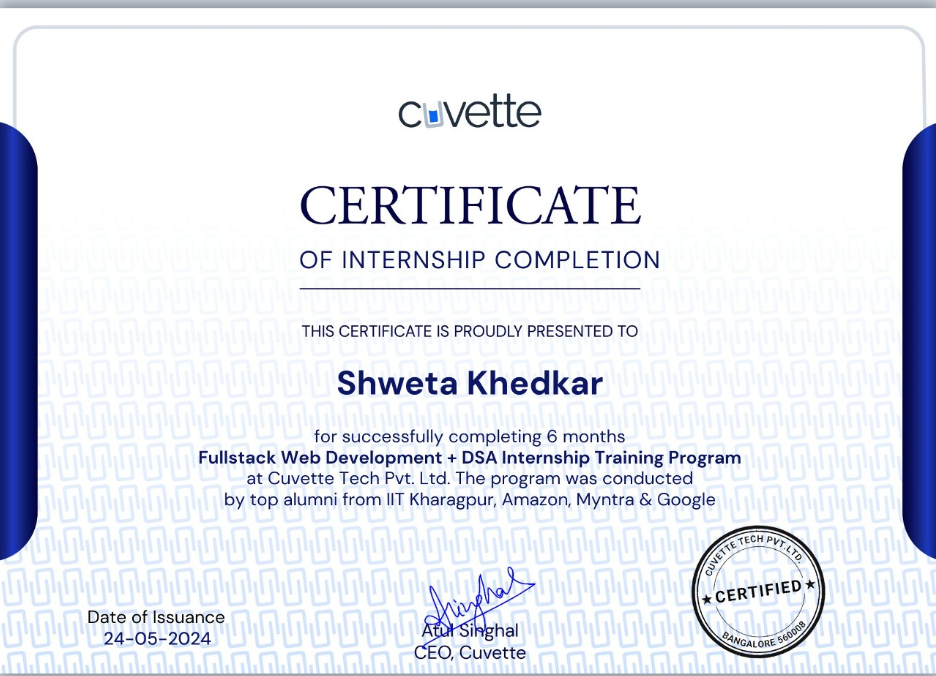 cuvette
CERTIFICATE
OF INTERNSHIP COMPLETION
THIS CERTIFICATE IS PROUDLY PRESENTED TO
Shweta Khedkar
for successfully completing 6 months
Fullstack Web Development + DSA Internship Training Program
at Cuvette Tech Pvt. Ltd. The program was conducted
by top alumni from IIT Kharagpur, Amazon, Myntra & Google
Date of Issuance
24-05-2024
Singhal
Atul Singhal
CEO, Cuvette
CUVETTE TECH PVT.LTD.
★ CERTIFIED ★
BANGALORE 560008